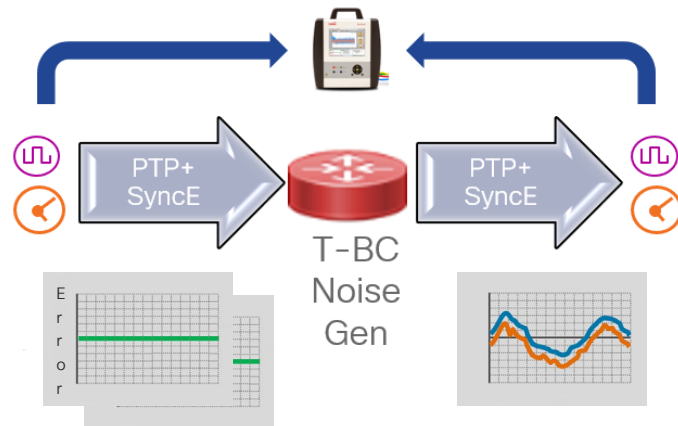 PTP+
SyncE
PTP+
SyncE
T-BC
Noise
Gen
E
r
r
o
r